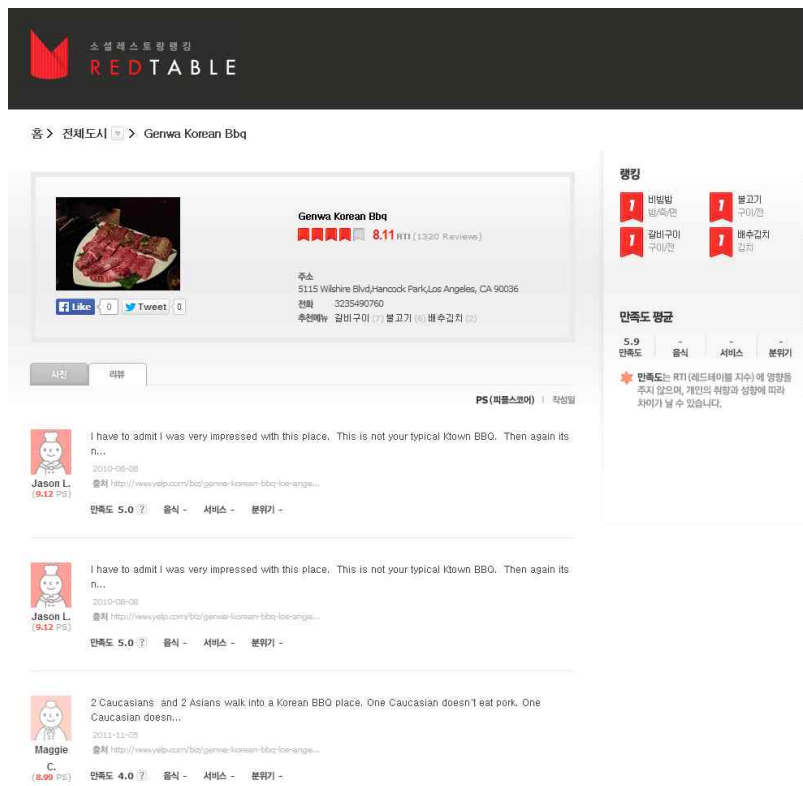 소셜레스토랑랭킹
REDTABLE
홈 > 전체도시 > Genwa Korean Bbq
Genwa Korean Bbq
8.11 RTI (1320 Reviews)
주소
5115 Wilshire Blvd,Hancock Park,Los Angeles, CA 90036
전화 3235490760
추천메뉴 갈비구이 (7) 불고기 (6) 배추김치 (2)
Like 0 Tweet 0
랭킹
1 비빔밥
밥/죽/면
1 불고기
구이/전
1 갈비구이
구이/전
1 배추김치
김치
만족도 평균
5.9 - - -
만족도 음식 서비스 분위기
만족도는 RTI (레드테이블 지수) 에 영향을
주지 않으며, 개인의 취향과 성향에 따라
차이가 날 수 있습니다.
사진 리뷰
PS (피플스코어) | 작성일
I have to admit I was very impressed with this place. This is not your typical Ktown BBQ. Then again its
n...
2010-08-08
출처 http://www.yelp.com/biz/genwa-korean-bbq-los-ange...
Jason L.
(9.12 PS)
만족도 5.0 ? 음식 - 서비스 - 분위기 -
I have to admit I was very impressed with this place. This is not your typical Ktown BBQ. Then again its
n...
2010-08-08
출처 http://www.yelp.com/biz/genwa-korean-bbq-los-ange...
Jason L.
(9.12 PS)
만족도 5.0 ? 음식 - 서비스 - 분위기 -
2 Caucasians and 2 Asians walk into a Korean BBQ place. One Caucasian doesn't eat pork. One
Caucasian doesn...
2011-11-05
출처 http://www.yelp.com/biz/genwa-korean-bbq-los-ange...
Maggie
C.
(8.99 PS)
만족도 4.0 ? 음식 - 서비스 - 분위기 -